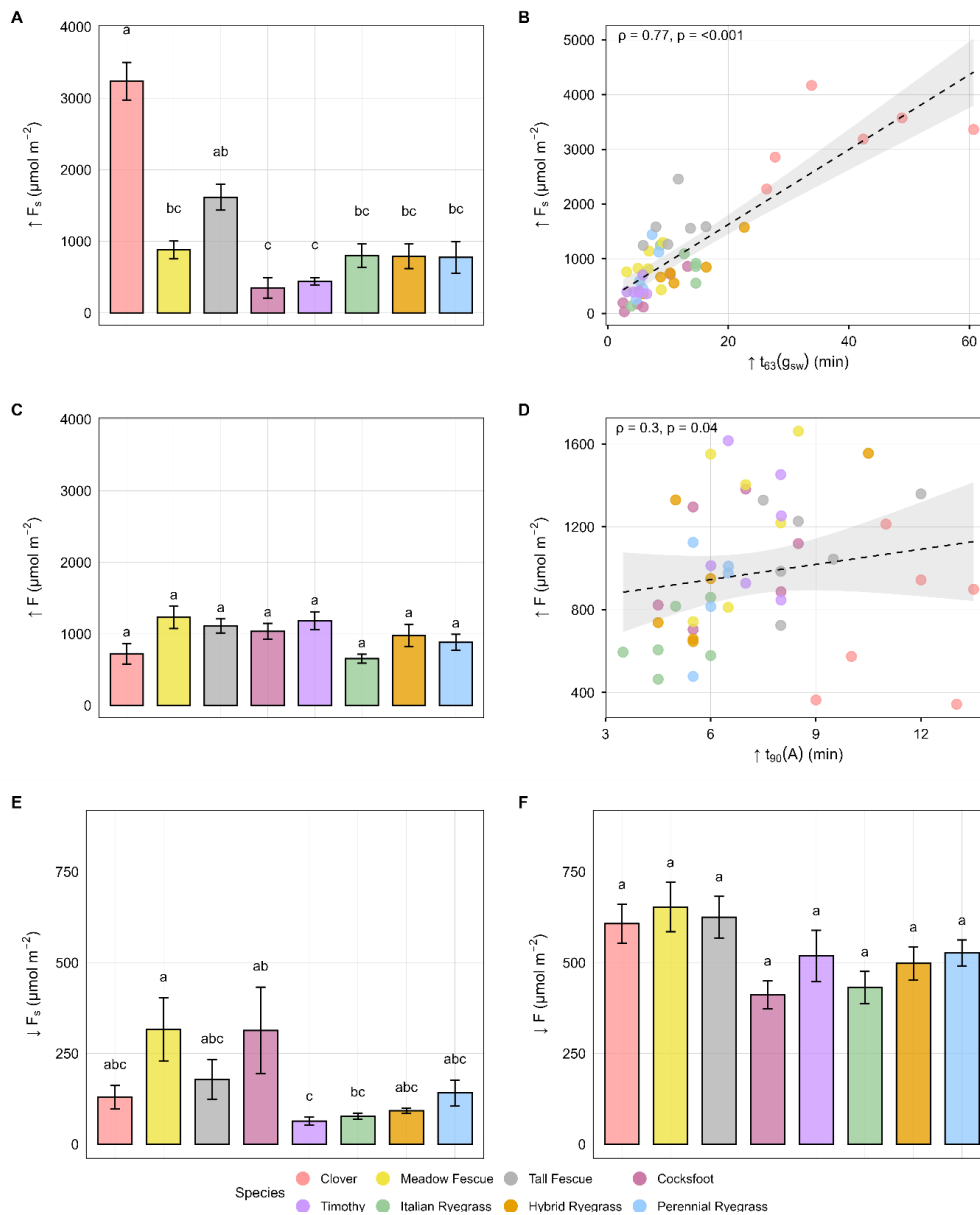 A
4000
3000
2000
1000
0
↑ Fs (μmol m⁻²)
a
bc
ab
c
c
bc
bc
bc
B
ρ = 0.77, p = <0.001
5000
4000
3000
2000
1000
0
↑ Fs (μmol m⁻²)
0 20 40 60
↑ t63(gsw) (min)
C
4000
3000
2000
1000
0
↑ F (μmol m⁻²)
a
a
a
a
a
a
a
a
D
ρ = 0.3, p = 0.04
1600
1200
800
400
↑ F (μmol m⁻²)
3 6 9 12
↑ t90(A) (min)
E
750
500
250
0
↓ Fs (μmol m⁻²)
abc
a
abc
ab
c
bc
abc
abc
F
750
500
250
0
↓ F (μmol m⁻²)
a
a
a
a
a
a
a
a
Species
Clover Meadow Fescue Tall Fescue Cocksfoot
Timothy Italian Ryegrass Hybrid Ryegrass Perennial Ryegrass